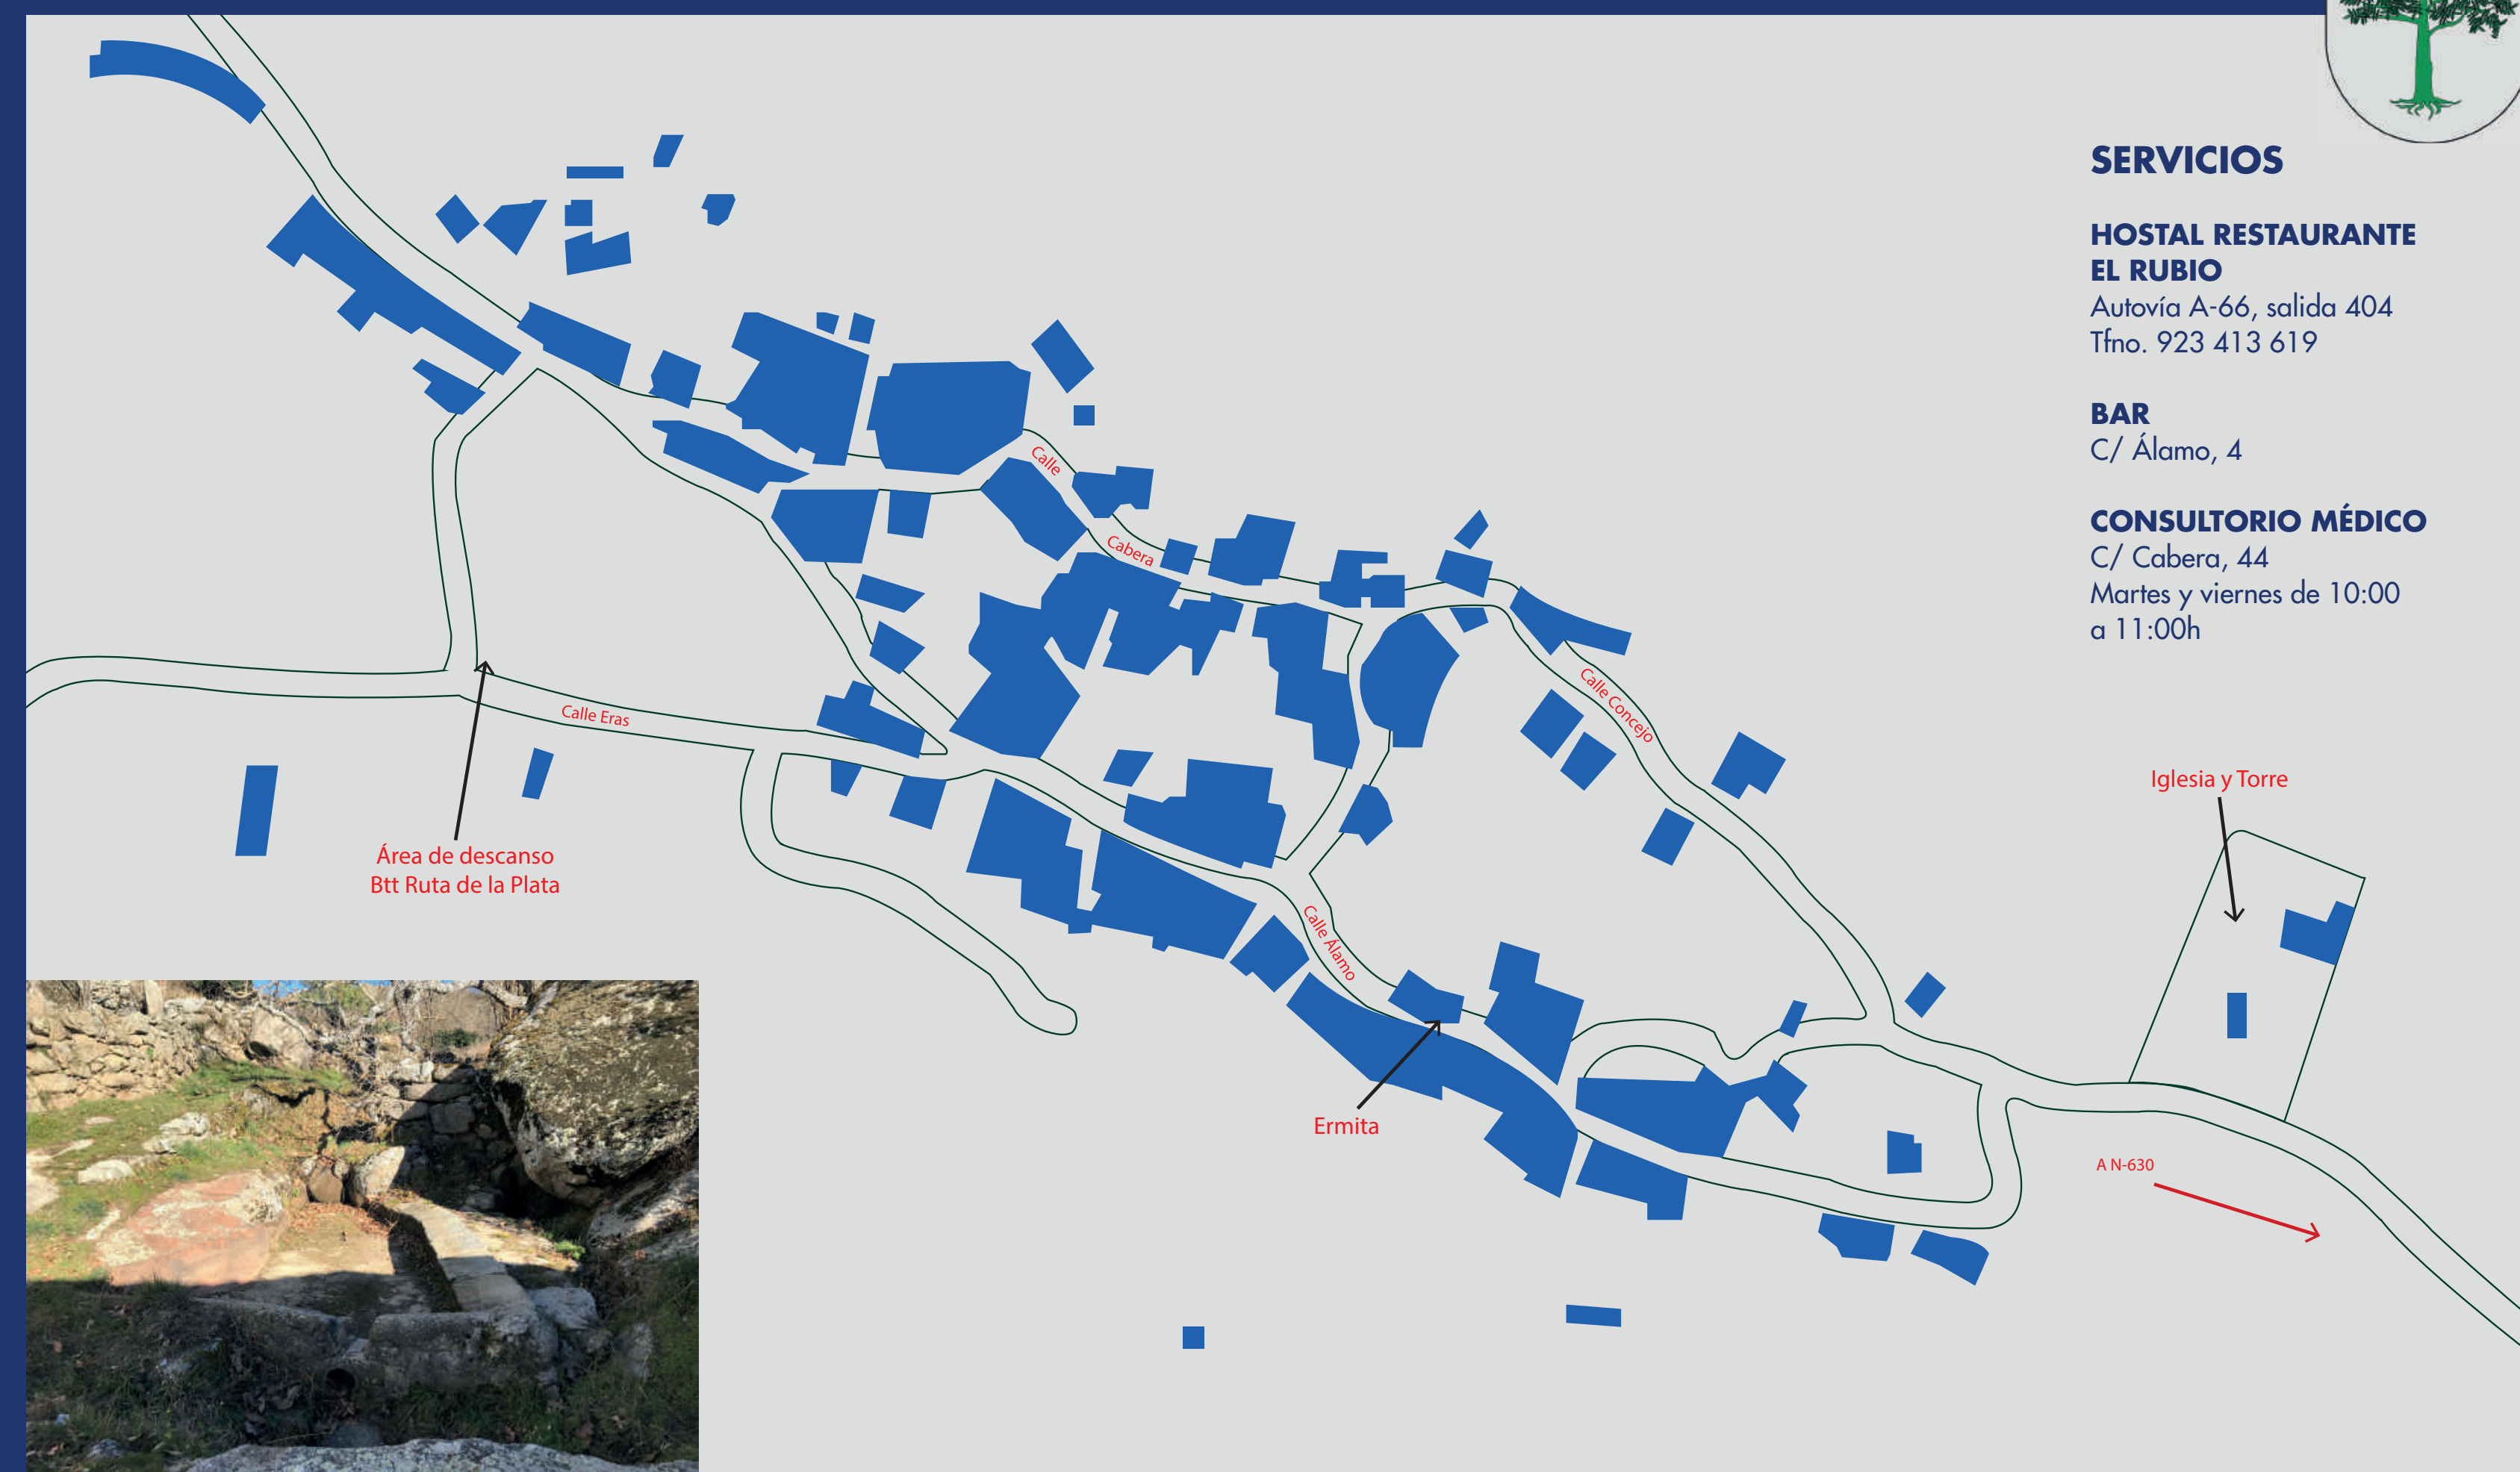 SERVICIOS
HOSTAL RESTAURANTE
EL RUBIO
Autovía A-66, salida 404
Tfno. 923 413 619
BAR
C/ Álamo, 4
CONSULTORIO MÉDICO
C/ Cabera, 44
Martes y viernes de 10:00
a 11:00h
Calle
Cabera
Calle Concejo
Calle Eras
Iglesia y Torre
Área de descanso
Btt Ruta de la Plata
Calle Álamo
Ermita
A N-630